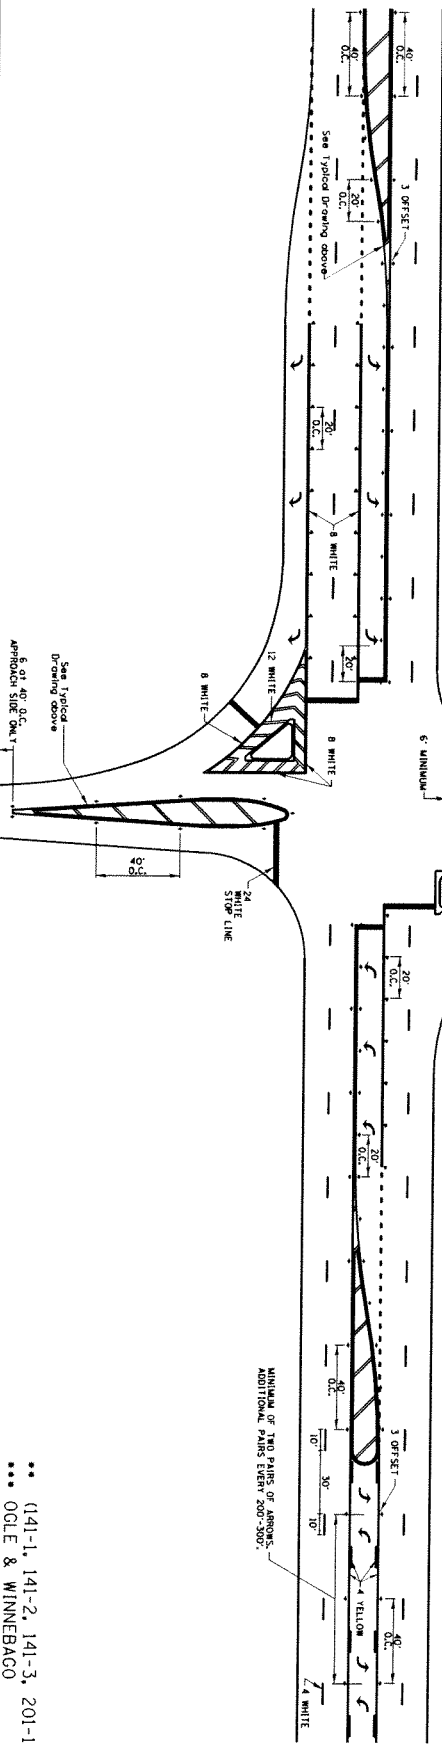 40'
O.C.
40'
O.C.
See Typical Drawing above
20'
O.C.
3 OFFSET
20'
O.C.
8 WHITE
20'
12 WHITE
8 WHITE
8 WHITE
6' MINIMUM
See Typical
Drawing above
6 at 40' O.C.
APPROACH SIDE ONLY
40'
O.C.
24
WHITE
STOP LINE
20'
O.C.
20'
O.C.
40'
O.C.
3 OFFSET
10'
30'
10'
MINIMUM OF TWO PAIRS OF ARROWS.
ADDITIONAL PAIRS EVERY 200'-300'.
4 YELLOW
40'
O.C.
4 WHITE
** (141-1, 141-2, 141-3, 201-1
*** OGLE & WINNEBAGO